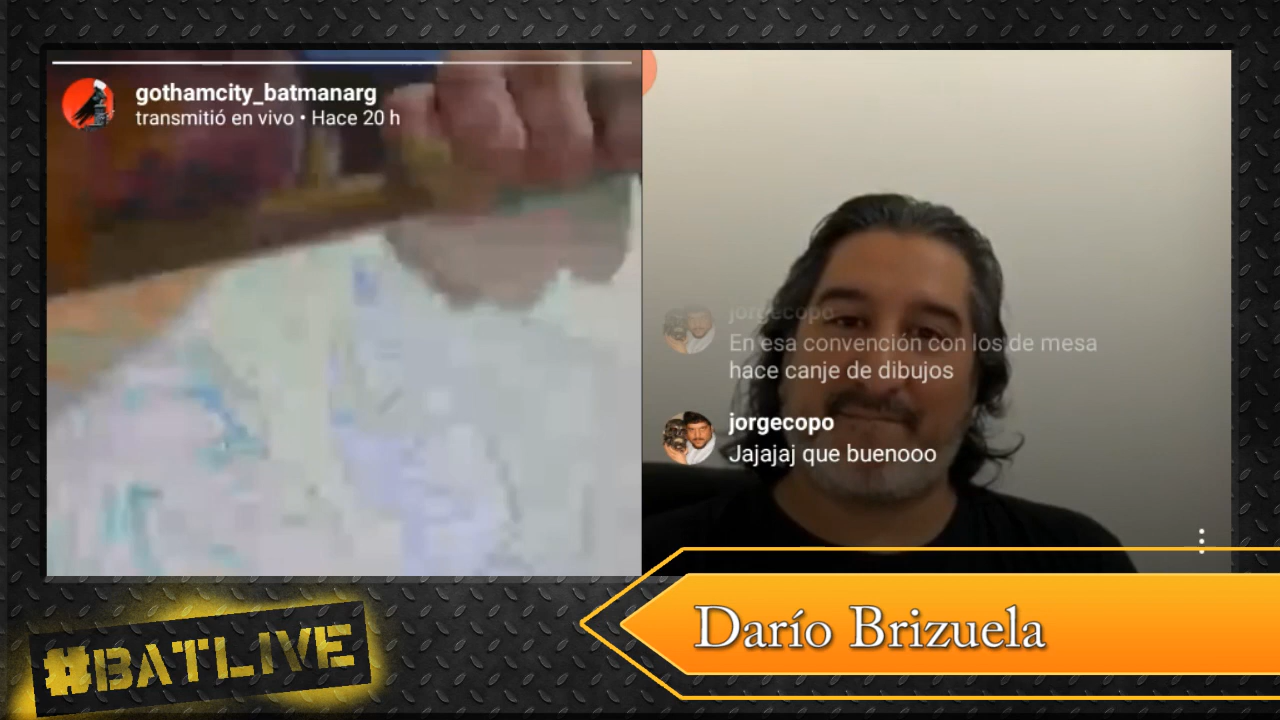 gothamcity_batmanarg
transmitió en vivo • Hace 20 h
jorgecopo
En esa convención con los de mesa
hace canje de dibujos
jorgecopo
Jajajaj que buenooo
#BATLIVE
Darío Brizuela